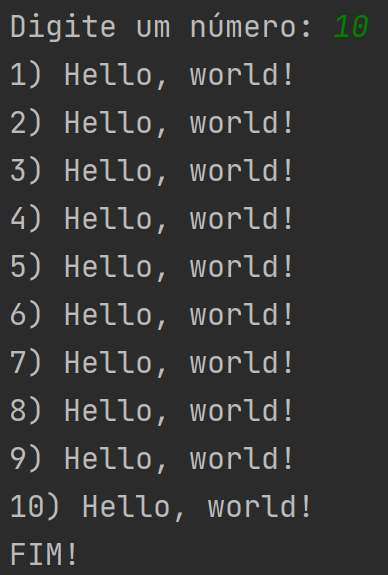 Digite um número: 10
1) Hello, world!
2) Hello, world!
3) Hello, world!
4) Hello, world!
5) Hello, world!
6) Hello, world!
7) Hello, world!
8) Hello, world!
9) Hello, world!
10) Hello, world!
FIM!